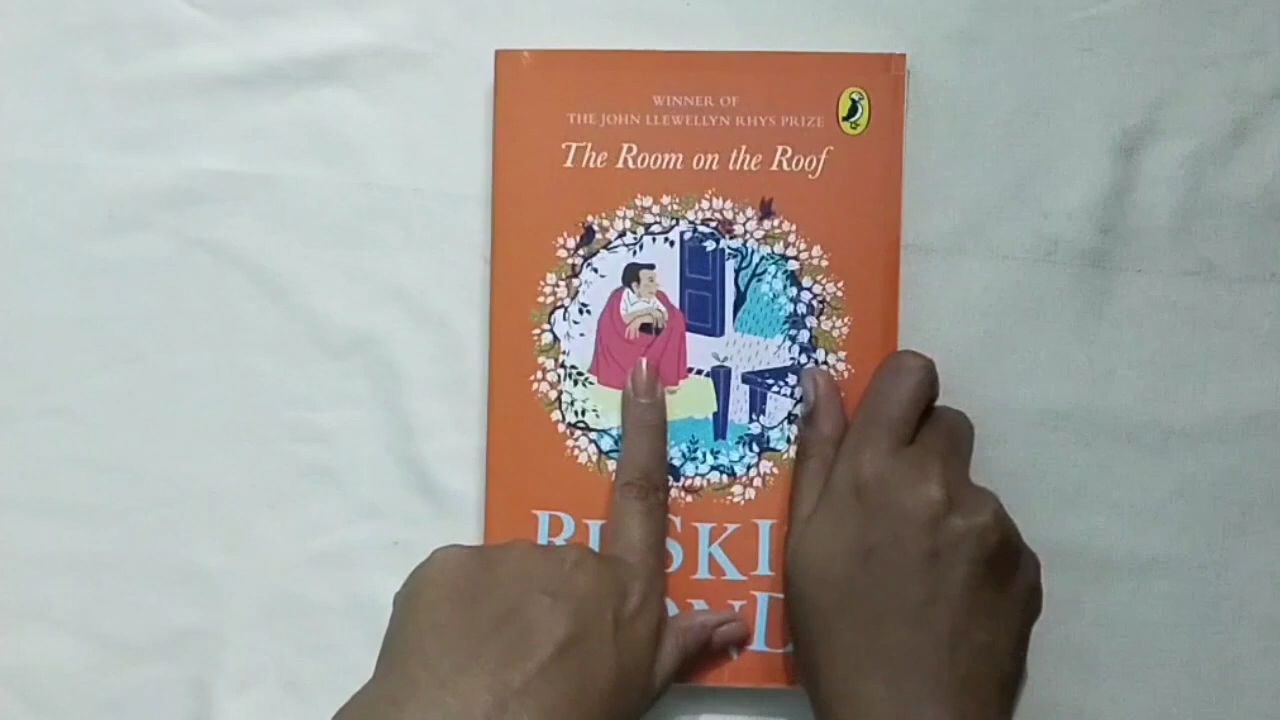 WINNER OF
THE JOHN LLEWELLYN RHYS PRIZE
The Room on the Roof